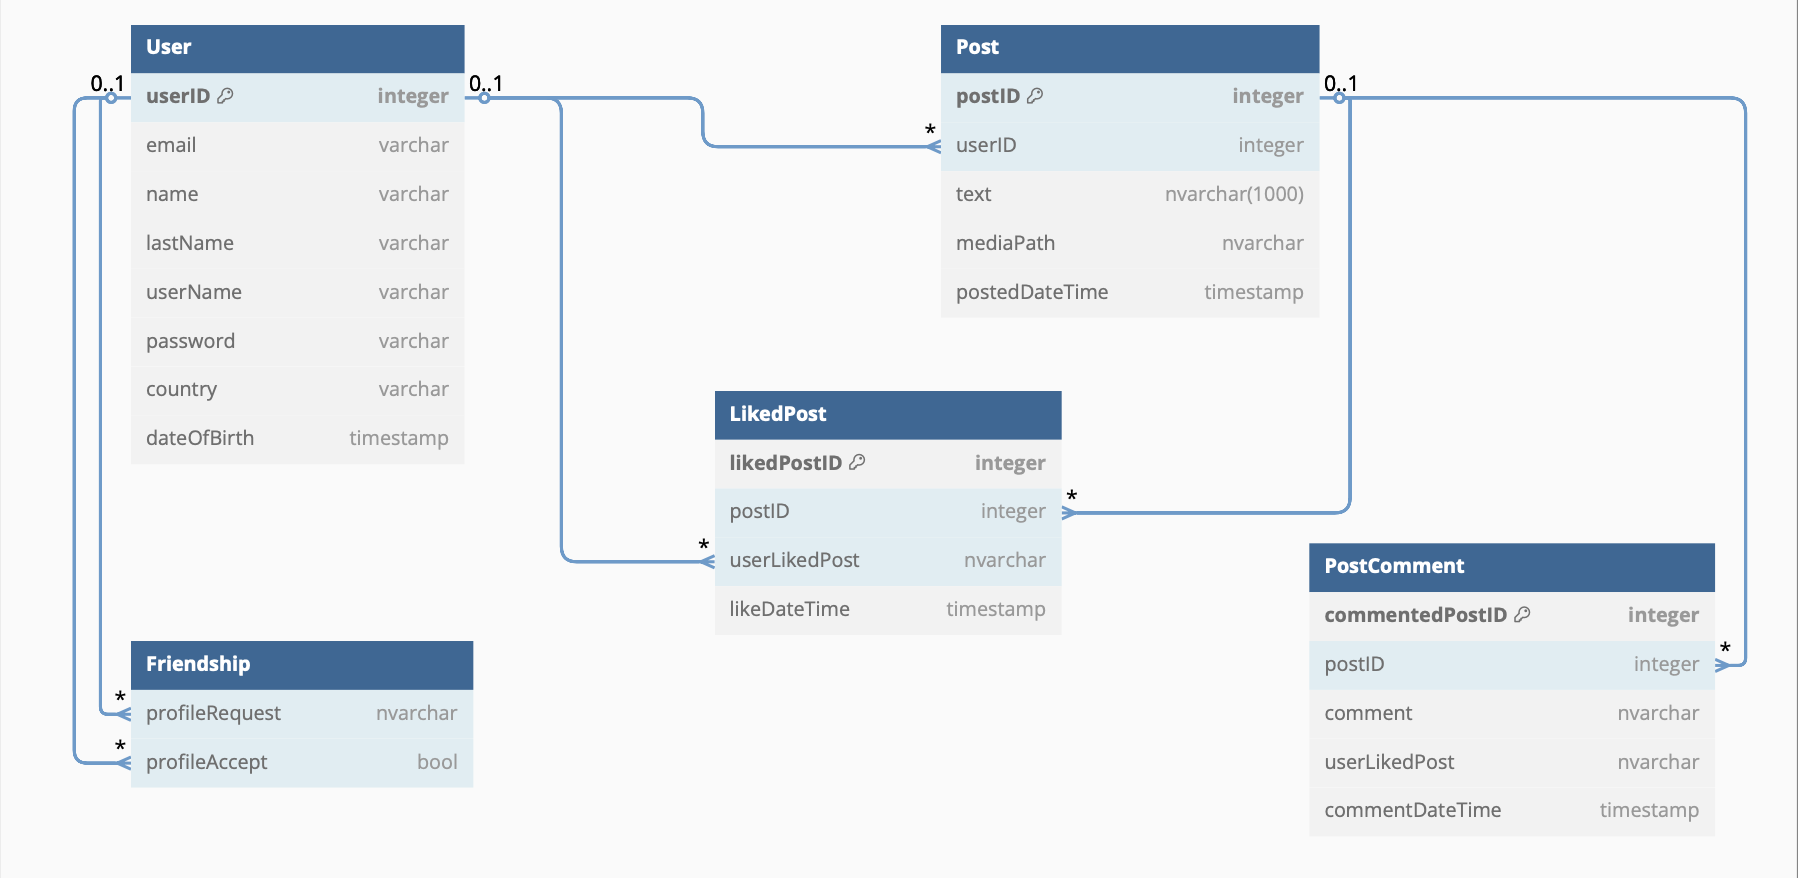 User
0..1
userID integer
0..1
email varchar
name varchar
lastName varchar
userName varchar
password varchar
country varchar
dateOfBirth timestamp
Post
postID integer
0..1
*
userID integer
text nvarchar(1000)
mediaPath nvarchar
postedDateTime timestamp
LikedPost
likedPostID integer
postID integer
*
*
userLikedPost nvarchar
likeDateTime timestamp
PostComment
commentedPostID integer
postID integer
*
comment nvarchar
userLikedPost nvarchar
commentDateTime timestamp
Friendship
*
profileRequest nvarchar
*
profileAccept bool